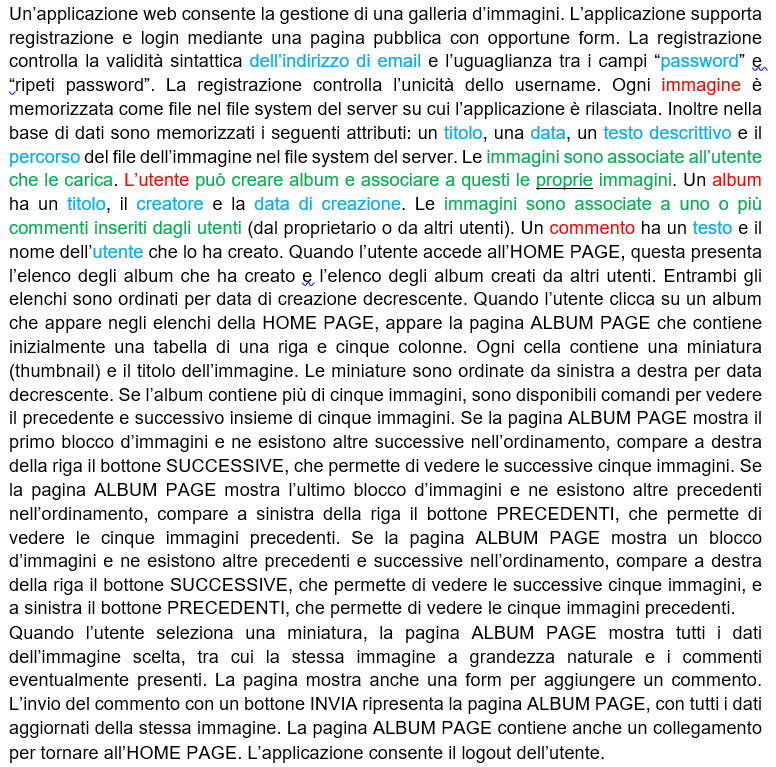 Un’applicazione web consente la gestione di una galleria d’immagini. L’applicazione supporta
registrazione e login mediante una pagina pubblica con opportune form. La registrazione
controlla la validità sintattica dell’indirizzo di email e l’uguaglianza tra i campi “password” e
“ripeti password”. La registrazione controlla l’unicità dello username. Ogni immagine è
memorizzata come file nel file system del server su cui l’applicazione è rilasciata. Inoltre nella
base di dati sono memorizzati i seguenti attributi: un titolo, una data, un testo descrittivo e il
percorso del file dell’immagine nel file system del server. Le immagini sono associate all’utente
che le carica. L’utente può creare album e associare a questi le proprie immagini. Un album
ha un titolo, il creatore e la data di creazione. Le immagini sono associate a uno o più
commenti inseriti dagli utenti (dal proprietario o da altri utenti). Un commento ha un testo e il
nome dell’utente che lo ha creato. Quando l’utente accede all’HOME PAGE, questa presenta
l’elenco degli album che ha creato e l’elenco degli album creati da altri utenti. Entrambi gli
elenchi sono ordinati per data di creazione decrescente. Quando l’utente clicca su un album
che appare negli elenchi della HOME PAGE, appare la pagina ALBUM PAGE che contiene
inizialmente una tabella di una riga e cinque colonne. Ogni cella contiene una miniatura
(thumbnail) e il titolo dell’immagine. Le miniature sono ordinate da sinistra a destra per data
decrescente. Se l’album contiene più di cinque immagini, sono disponibili comandi per vedere
il precedente e successivo insieme di cinque immagini. Se la pagina ALBUM PAGE mostra il
primo blocco d’immagini e ne esistono altre successive nell’ordinamento, compare a destra
della riga il bottone SUCCESSIVE, che permette di vedere le successive cinque immagini. Se
la pagina ALBUM PAGE mostra l’ultimo blocco d’immagini e ne esistono altre precedenti
nell’ordinamento, compare a sinistra della riga il bottone PRECEDENTI, che permette di
vedere le cinque immagini precedenti. Se la pagina ALBUM PAGE mostra un blocco
d’immagini e ne esistono altre precedenti e successive nell’ordinamento, compare a destra
della riga il bottone SUCCESSIVE, che permette di vedere le successive cinque immagini, e
a sinistra il bottone PRECEDENTI, che permette di vedere le cinque immagini precedenti.
Quando l’utente seleziona una miniatura, la pagina ALBUM PAGE mostra tutti i dati
dell’immagine scelta, tra cui la stessa immagine a grandezza naturale e i commenti
eventualmente presenti. La pagina mostra anche una form per aggiungere un commento.
L’invio del commento con un bottone INVIA ripresenta la pagina ALBUM PAGE, con tutti i dati
aggiornati della stessa immagine. La pagina ALBUM PAGE contiene anche un collegamento
per tornare all’HOME PAGE. L’applicazione consente il logout dell’utente.